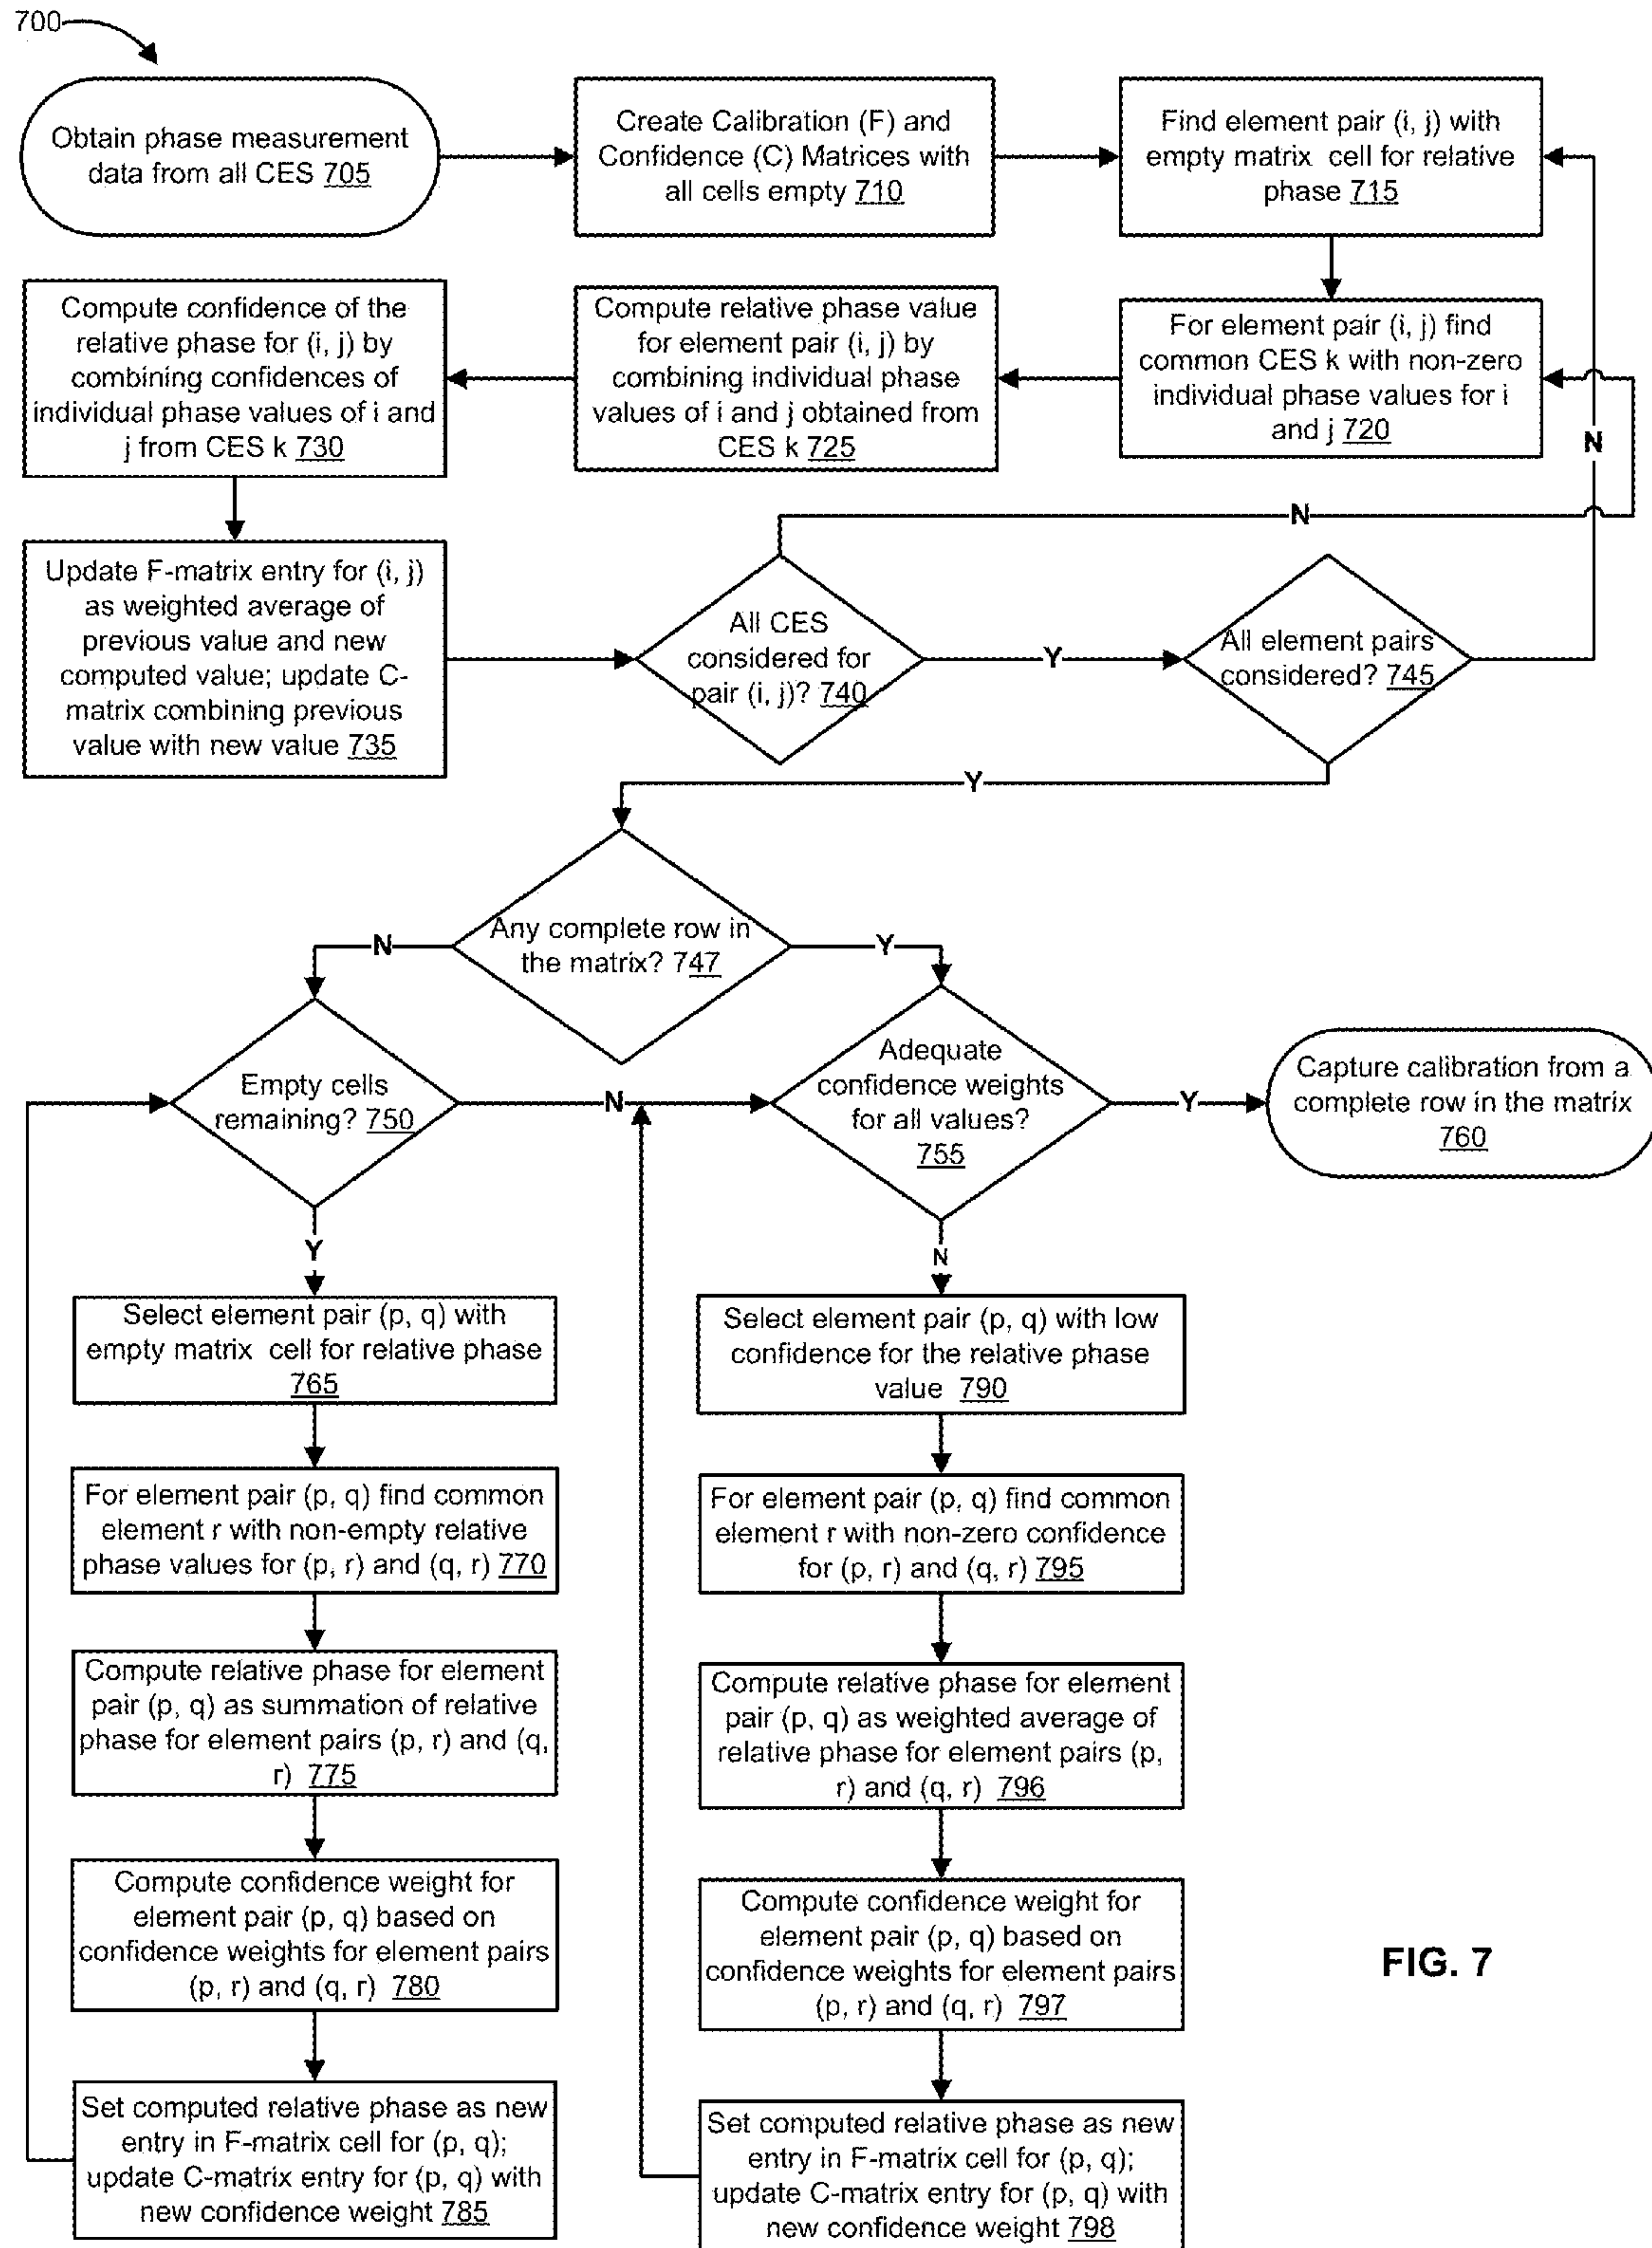 700
Obtain phase measurement
data from all CES 705
Create Calibration (F) and
Confidence (C) Matrices with
all cells empty 710
Find element pair (i, j) with
empty matrix cell for relative
phase 715
Compute confidence of the
relative phase for (i, j) by
combining confidences of
individual phase values of i and
j from CES k 730
Compute relative phase value
for element pair (i, j) by
combining individual phase
values of i and j obtained from
CES k 725
For element pair (i, j) find
common CES k with non-zero
individual phase values for i
and j 720
N
N
Update F-matrix entry for (i, j)
as weighted average of
previous value and new
computed value; update C-
matrix combining previous
value with new value 735
All CES
considered for
pair (i, j)? 740
Y
All element pairs
considered? 745
Y
Any complete row in
the matrix? 747
N
Y
Empty cells
remaining? 750
N
Adequate
confidence weights
for all values?
755
Y
Capture calibration from a
complete row in the matrix
760
Y
N
Select element pair (p, q) with
empty matrix cell for relative phase
765
Select element pair (p, q) with low
confidence for the relative phase
value 790
For element pair (p, q) find common
element r with non-empty relative
phase values for (p, r) and (q, r) 770
For element pair (p, q) find common
element r with non-zero confidence
for (p, r) and (q, r) 795
Compute relative phase for element
pair (p, q) as summation of relative
phase for element pairs (p, r) and (q,
r) 775
Compute relative phase for element
pair (p, q) as weighted average of
relative phase for element pairs (p,
r) and (q, r) 796
Compute confidence weight for
element pair (p, q) based on
confidence weights for element pairs
(p, r) and (q, r) 780
Compute confidence weight for
element pair (p, q) based on
confidence weights for element pairs
(p, r) and (q, r) 797
FIG. 7
Set computed relative phase as new
entry in F-matrix cell for (p, q);
update C-matrix entry for (p, q) with
new confidence weight 785
Set computed relative phase as new
entry in F-matrix cell for (p, q);
update C-matrix entry for (p, q) with
new confidence weight 798